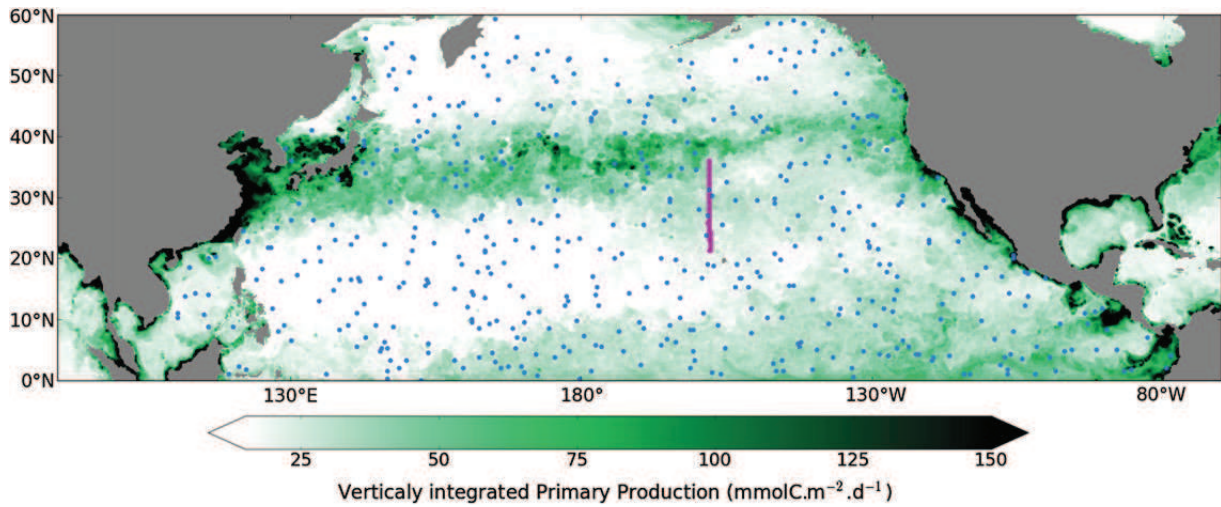 60°N
50°N
40°N
30°N
20°N
10°N
0°N
130°E 180° 130°W 80°W
25 50 75 100 125 150
Verticaly integrated Primary Production (mmolC.m⁻².d⁻¹)